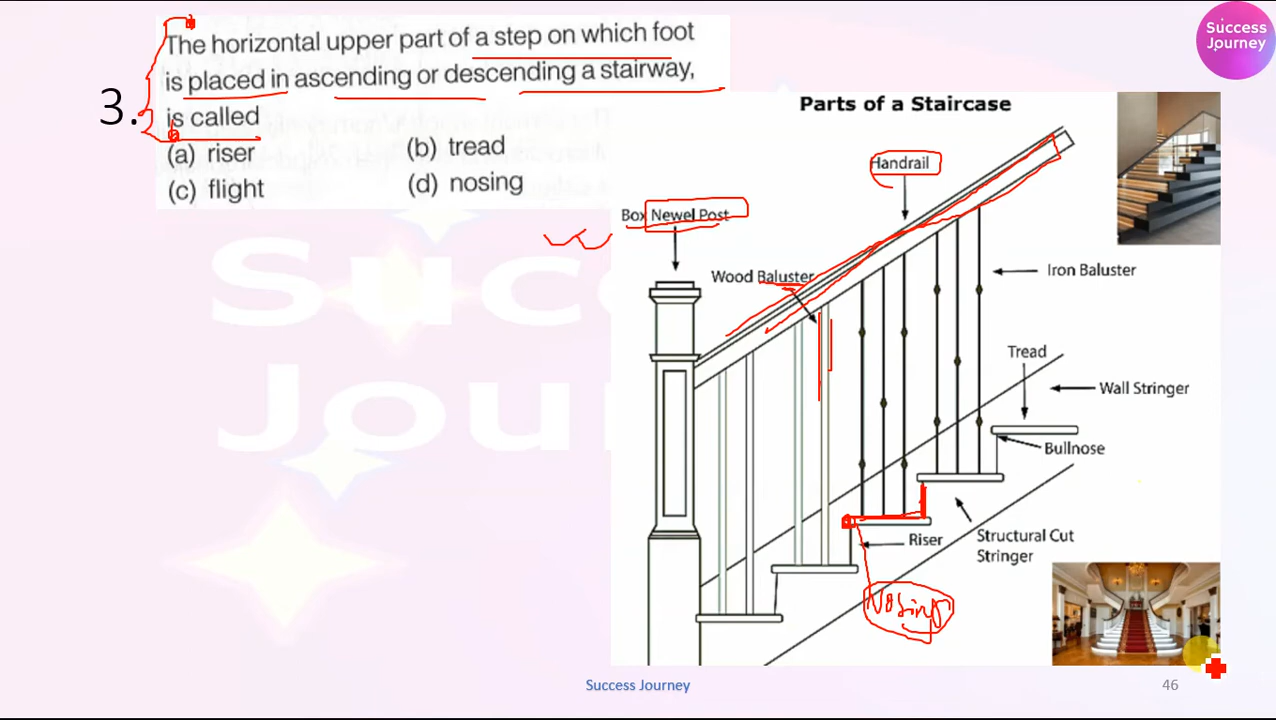 Success
Journey
The horizontal upper part of a step on which foot
is placed in ascending or descending a stairway,
3.
is called
(a) riser
(b) tread
(c) flight
(d) nosing
Parts of a Staircase
Handrail
Box Newel Post
Wood Baluster
Iron Baluster
Tread
Wall Stringer
Bullnose
Riser
Structural Cut
Stringer
Nosing
Suc
Jour
Success Journey
46